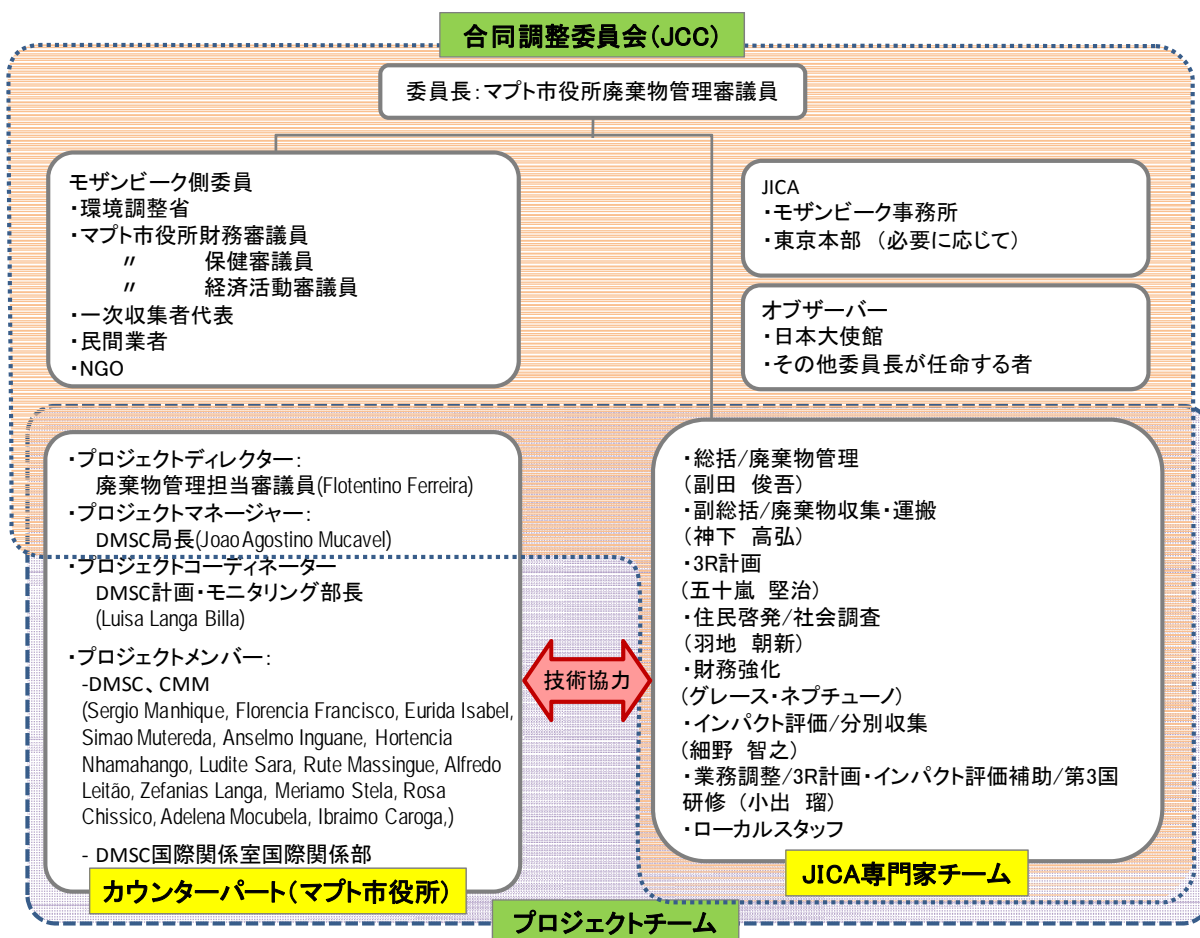 合同調整委員会(JCC)
委員長:マプト市役所廃棄物管理審議員
モザンビーク側委員
・環境調整省
・マプト市役所財務審議員
〃 保健審議員
〃 経済活動審議員
・一次収集者代表
・民間業者
・NGO
JICA
・モザンビーク事務所
・東京本部 (必要に応じて)
オブザーバー
・日本大使館
・その他委員長が任命する者
・プロジェクトディレクター:
廃棄物管理担当審議員(Flotentino Ferreira)
・プロジェクトマネージャー:
DMSC局長(Joao Agostino Mucavel)
・プロジェクトコーディネーター
DMSC計画・モニタリング部長
(Luisa Langa Billa)
・プロジェクトメンバー:
-DMSC、CMM
(Sergio Manhique, Florencia Francisco, Eurida Isabel,
Simao Mutereda, Anselmo Inguane, Hortencia
Nhamahango, Ludite Sara, Rute Massingue, Alfredo
Leitão, Zefanias Langa, Meriamo Stela, Rosa
Chissico, Adelena Mocubela, Ibraimo Caroga,)
- DMSC国際関係室国際関係部
カウンターパート(マプト市役所)
技術協力
・総括/廃棄物管理
(副田 俊吾)
・副総括/廃棄物収集・運搬
(神下 高弘)
・3R計画
(五十嵐 堅治)
・住民啓発/社会調査
(羽地 朝新)
・財務強化
(グレース・ネプチューノ)
・インパクト評価/分別収集
(細野 智之)
・業務調整/3R計画・インパクト評価補助/第3国
研修 (小出 瑠)
・ローカルスタッフ
JICA専門家チーム
プロジェクトチーム